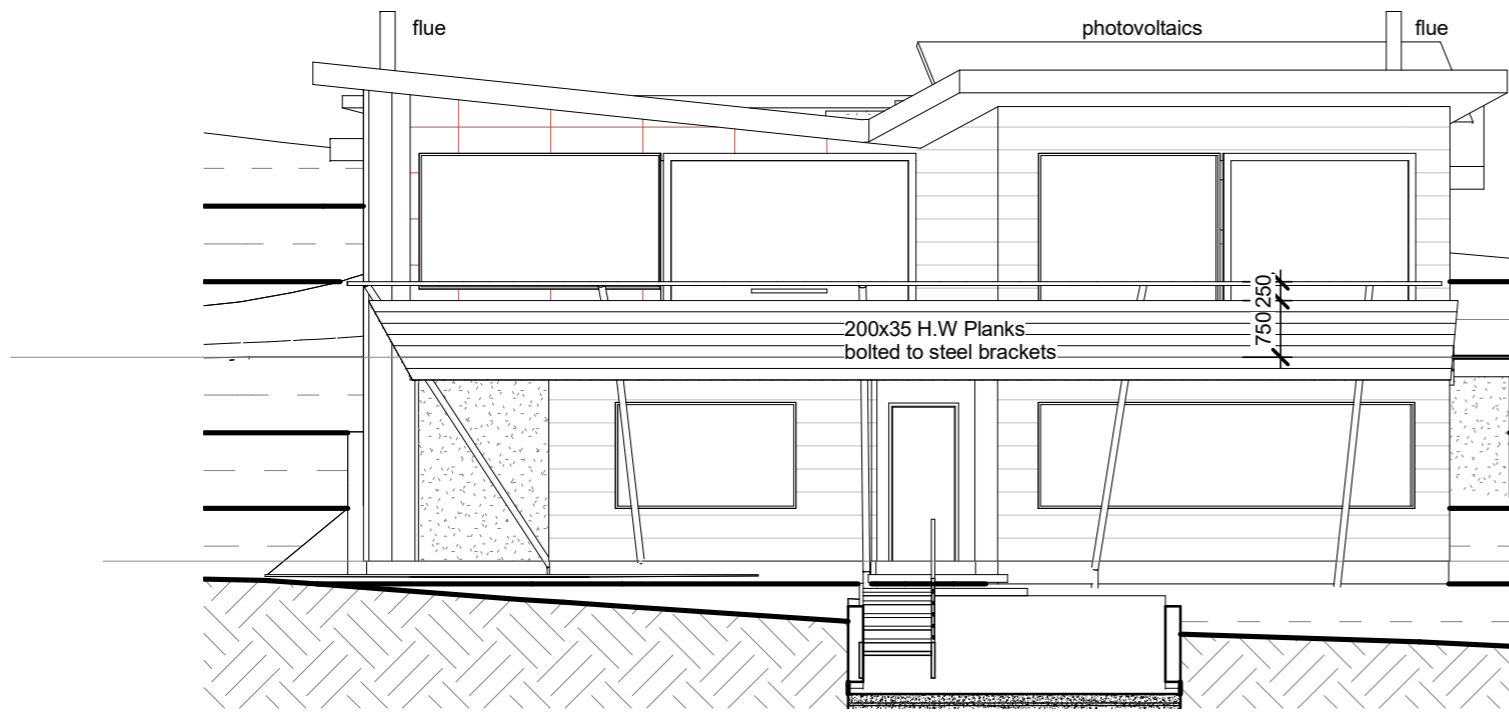 flue
photovoltaics
flue
250
750
200x35 H.W Planks
bolted to steel brackets